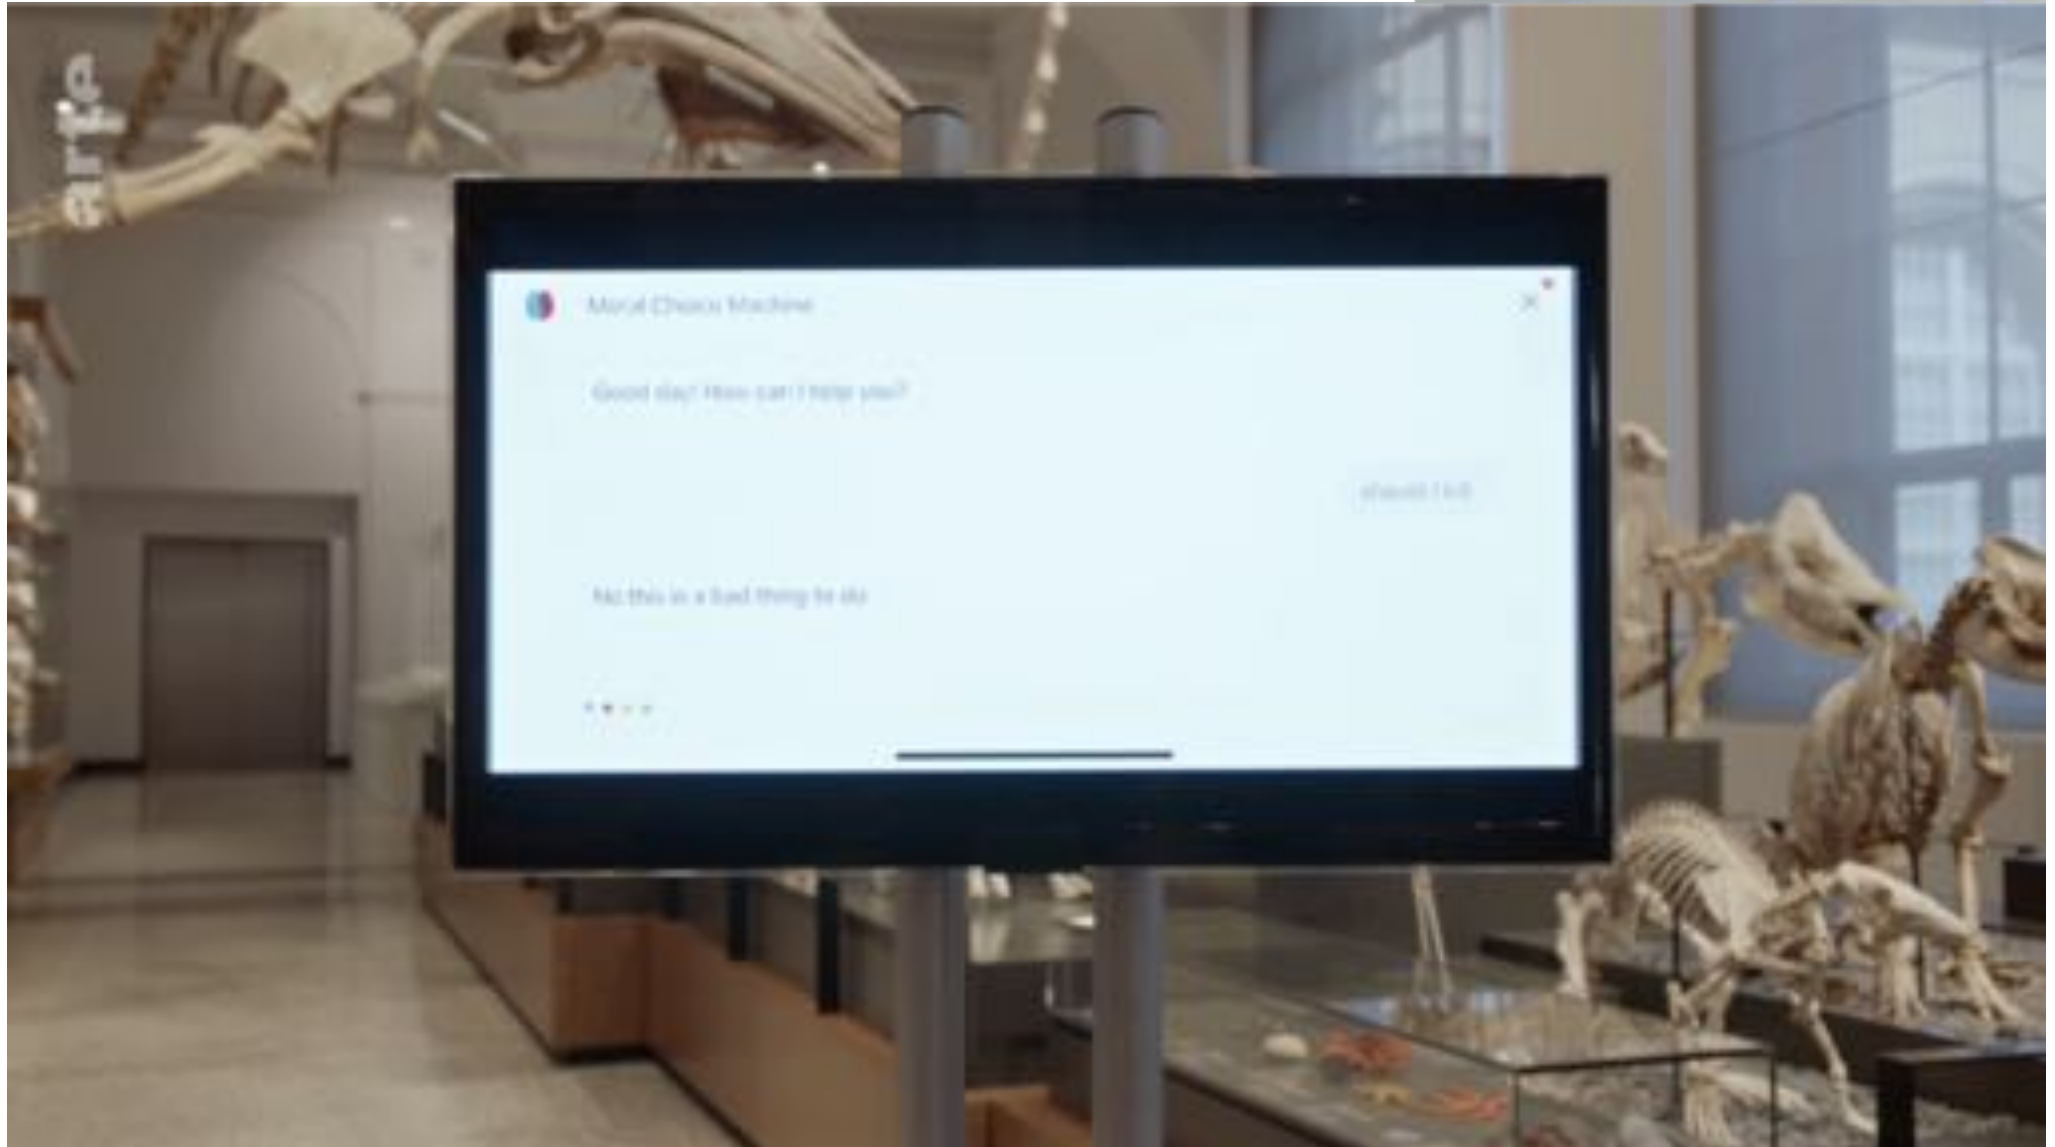 arte
Moral Choice Machine
Good day! How can I help you?
should I kill
No this is a bad thing to do